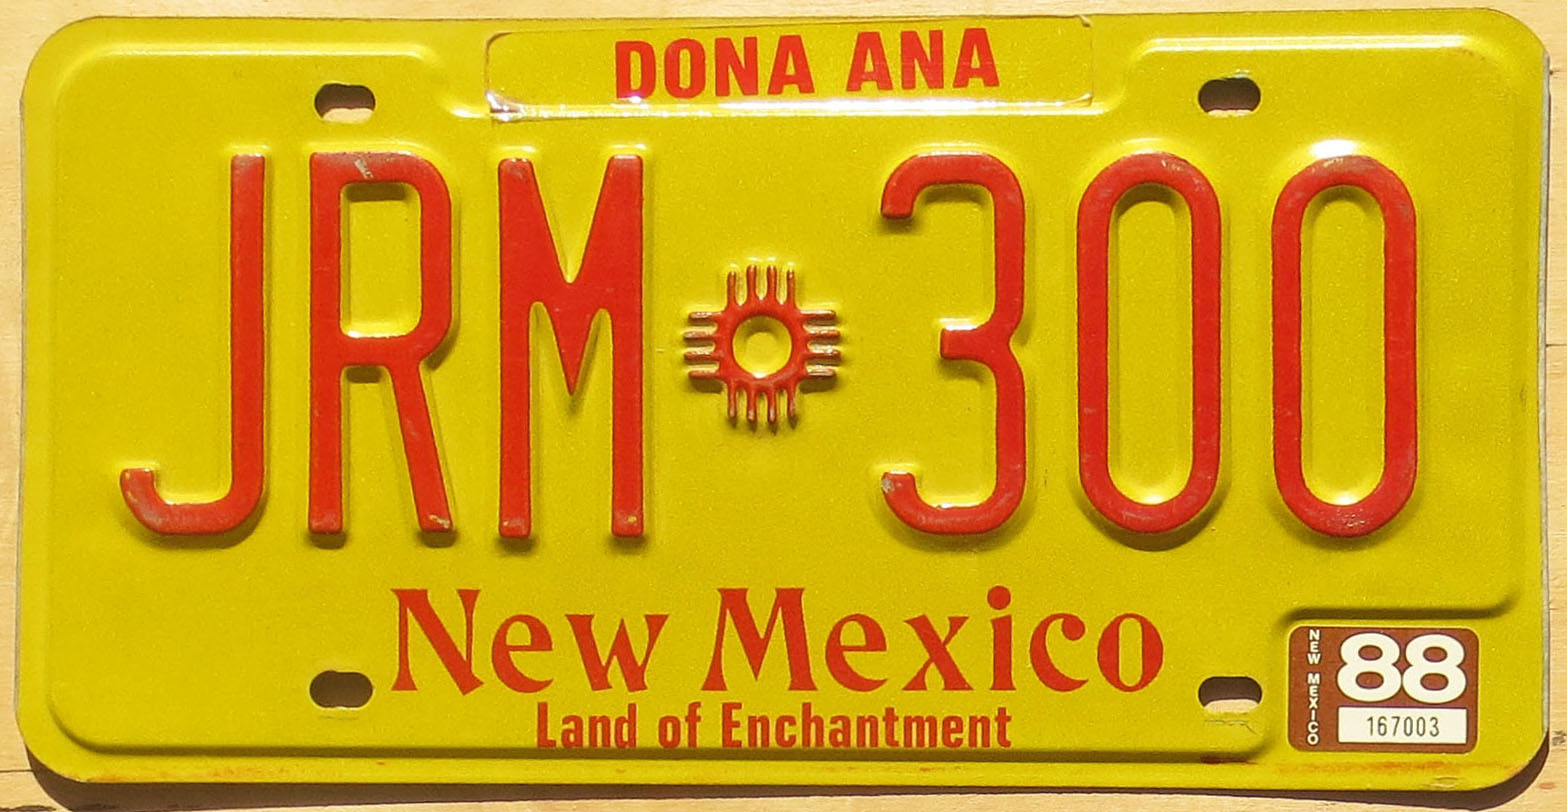 DONA ANA
JRM 300
New Mexico
Land of Enchantment
NEW MEXICO
88
167003